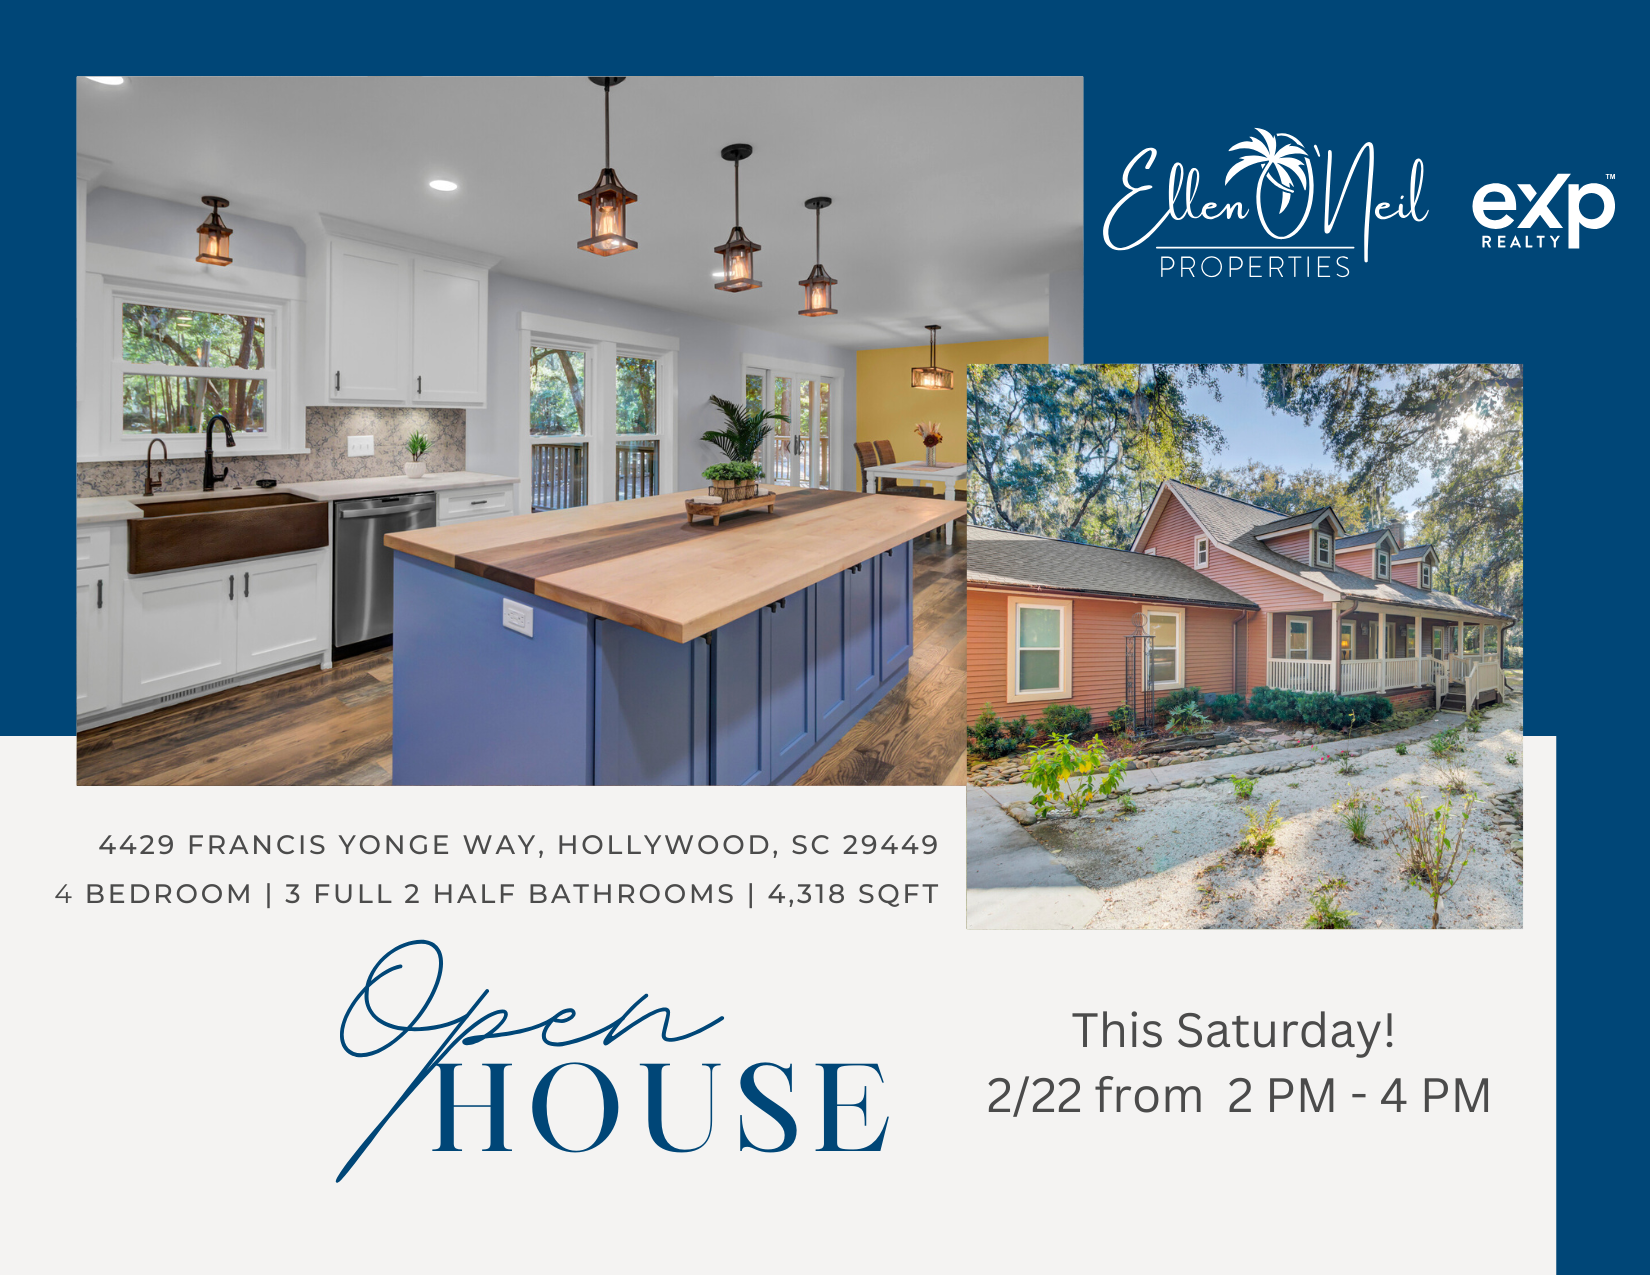 Ellen O'Neil
PROPERTIES
eXp™
REALTY
4429 FRANCIS YONGE WAY, HOLLYWOOD, SC 29449
4 BEDROOM | 3 FULL 2 HALF BATHROOMS | 4,318 SQFT
Open
HOUSE
This Saturday!
2/22 from 2 PM - 4 PM